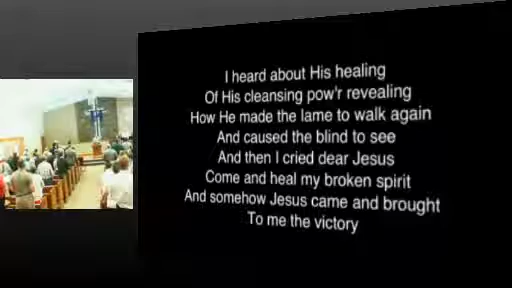 I heard about His healing
Of His cleansing pow'r revealing
How He made the lame to walk again
And caused the blind to see
And then I cried dear Jesus
Come and heal my broken spirit
And somehow Jesus came and brought
To me the victory